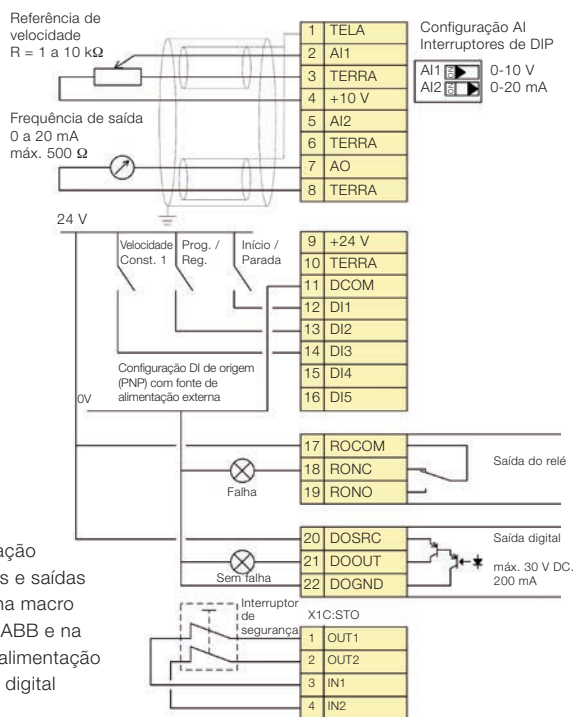 Referência de
velocidade
R = 1 a 10 kΩ
Frequência de saída
0 a 20 mA
máx. 500 Ω
1 TELA
2 AI1
3 TERRA
4 +10 V
5 AI2
6 TERRA
7 AO
8 TERRA
Configuração AI
Interruptores de DIP
AI1 ON 0-10 V
AI2 ON 0-20 mA
24 V
Velocidade
Const. 1
Prog. /
Reg.
Início /
Parada
Configuração DI de origem
(PNP) com fonte de
alimentação externa
0V
9 +24 V
10 TERRA
11 DCOM
12 DI1
13 DI2
14 DI3
15 DI4
16 DI5
17 ROCOM
18 RONC
19 RONO
Falha
Saída do relé
20 DOSRC
21 DOOUT
22 DOGND
Sem falha
Saída digital
máx. 30 V DC.
200 mA
ação
s e saídas
na macro
ABB e na
alimentação
digital
Interruptor
de
segurança
X1C:STO
1 OUT1
2 OUT2
3 IN1
4 IN2